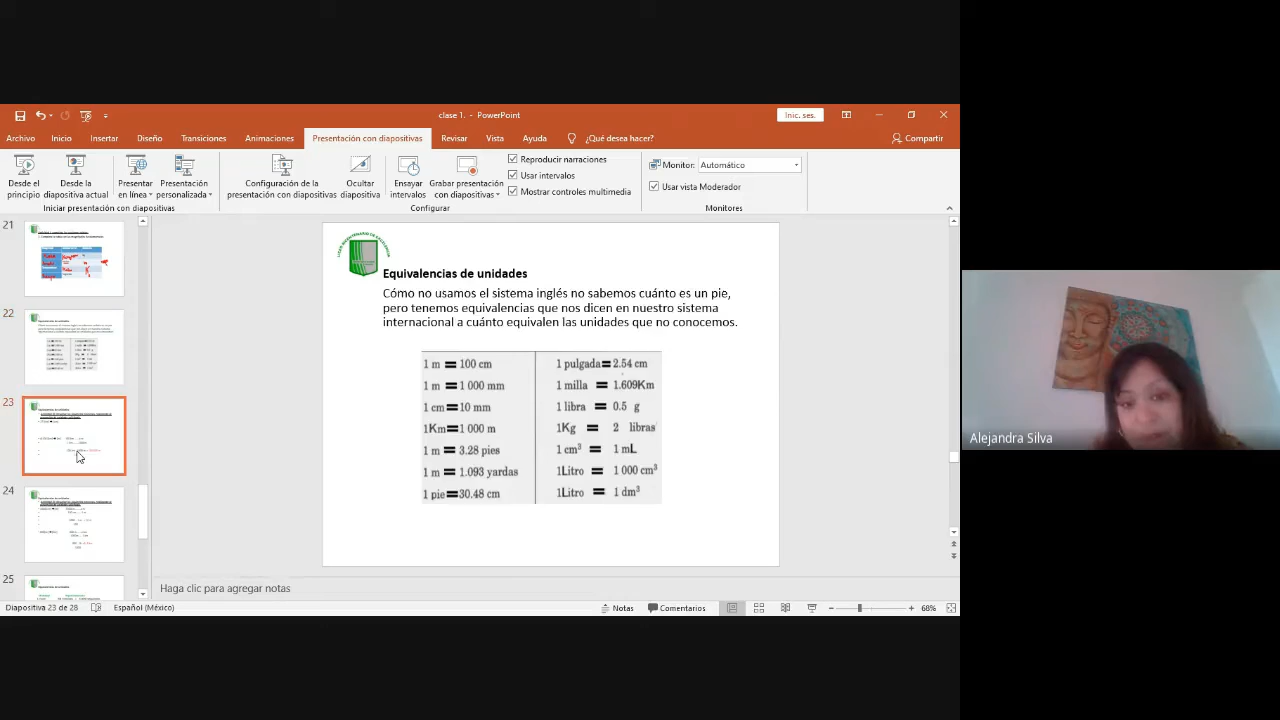 clase 1. - PowerPoint
Inic. ses.
Archivo Inicio Insertar Diseño Transiciones Animaciones Presentación con diapositivas Revisar Vista Ayuda ¿Qué desea hacer? Compartir
Desde el principio
Desde la diapositiva actual
Presentar en línea
Presentación personalizada
Iniciar presentación con diapositivas
Configuración de la presentación con diapositivas
Ocultar diapositiva
Ensayar intervalos
Grabar presentación con diapositivas
Reproducir narraciones
Usar intervalos
Mostrar controles multimedia
Configurar
Monitor: Automático
Usar vista Moderador
Monitores
21
22
23
24
25
Equivalencias de unidades
Cómo no usamos el sistema inglés no sabemos cuánto es un pie,
pero tenemos equivalencias que nos dicen en nuestro sistema
internacional a cuánto equivalen las unidades que no conocemos.
1 m = 100 cm
1 m = 1 000 mm
1 cm = 10 mm
1Km = 1 000 m
1 m = 3.28 pies
1 m = 1.093 yardas
1 pie = 30.48 cm
1 pulgada = 2.54 cm
1 milla = 1.609Km
1 libra = 0.5 g
1Kg = 2 libras
1 cm³ = 1 mL
1Litro = 1 000 cm³
1Litro = 1 dm³
Haga clic para agregar notas
Diapositiva 23 de 28 Español (México) Notas Comentarios 68%
Alejandra Silva